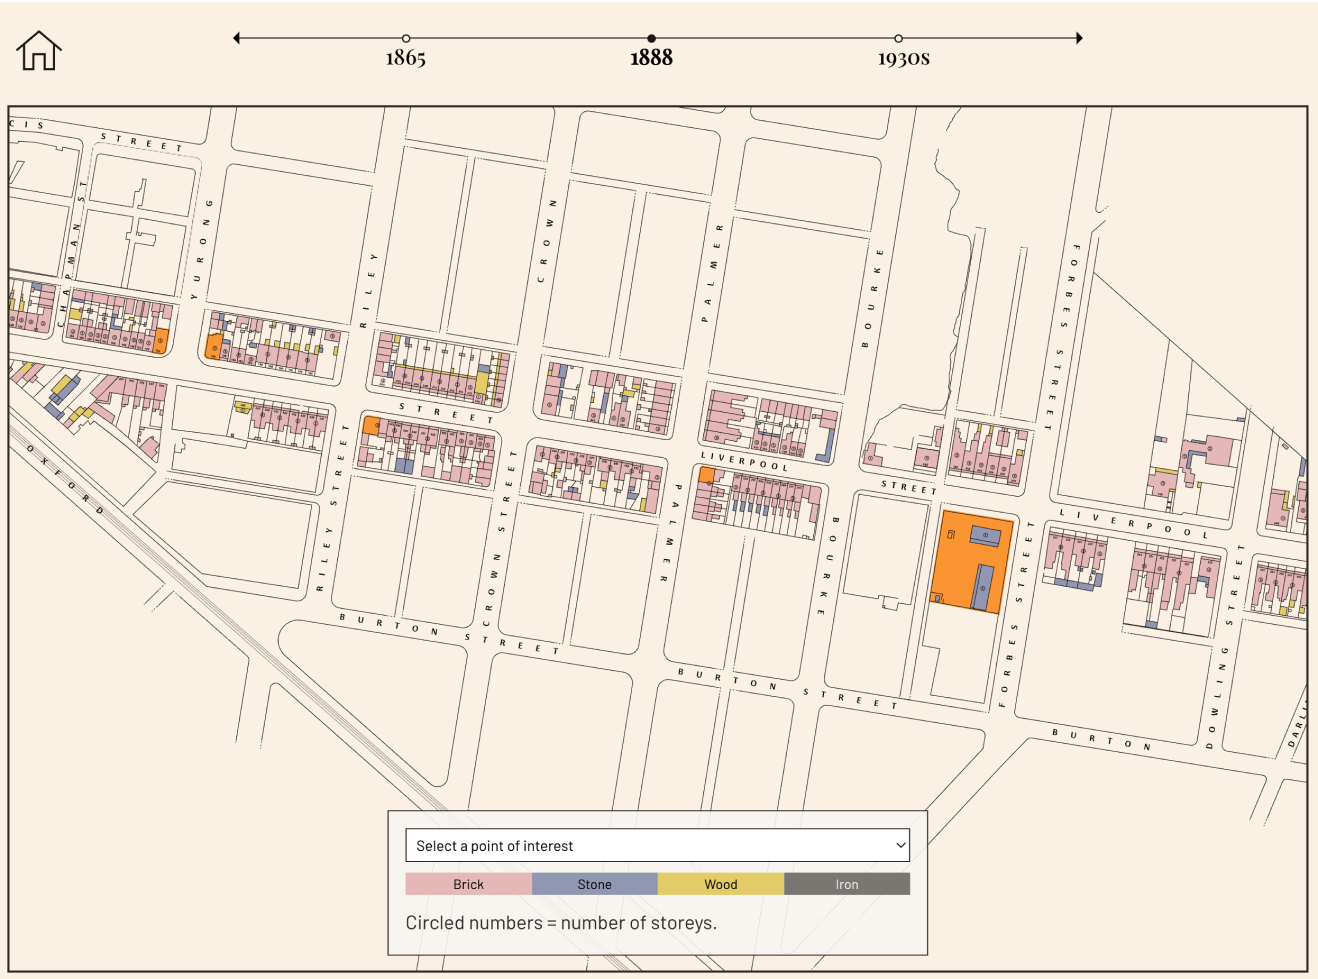 1865
1888
1930s
CIS
STREET
CHAPMAN ST
YURONG
RILEY
CROWN
PALMER
BOURKE
FORBES STREET
STREET
LIVERPOOL
STREET
LIVERPOOL
OXFORD
RILEY STREET
CROWN STREET
PALMER
BOURKE
FORBES STREET
DOWLING STREET
DARLI
BURTON STREET
BURTON STREET
BURTON
Select a point of interest
Brick
Stone
Wood
Iron
Circled numbers = number of storeys.